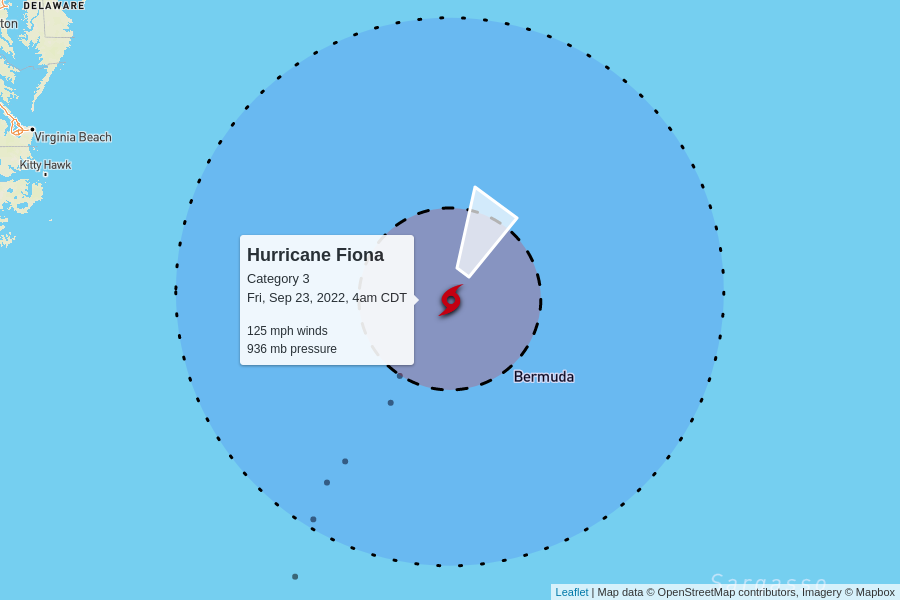 DELAWARE
ton
Virginia Beach
Kitty Hawk
Hurricane Fiona
Category 3
Fri, Sep 23, 2022, 4am CDT
125 mph winds
936 mb pressure
Bermuda
Sargasso
Leaflet | Map data © OpenStreetMap contributors, Imagery © Mapbox